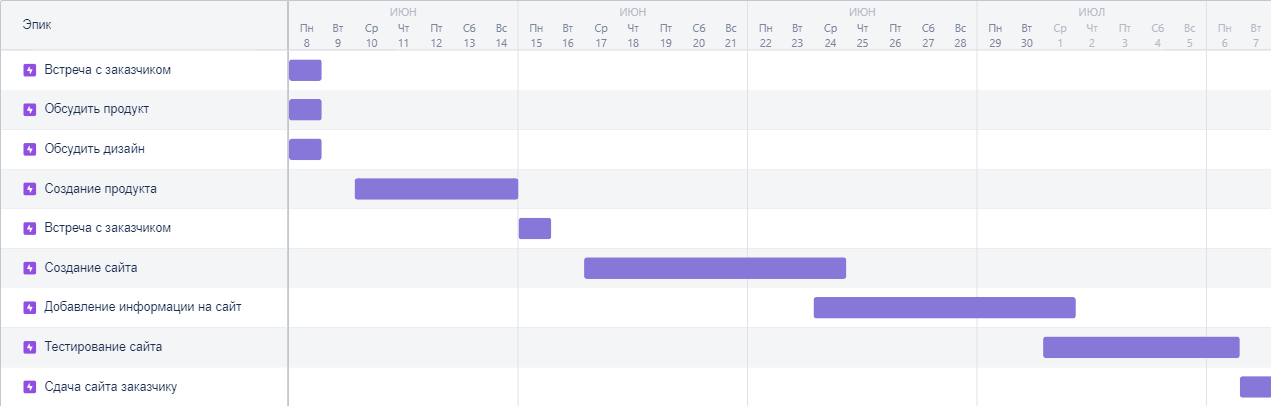 Эпик
ИЮН ИЮН ИЮН ИЮЛ
Пн Вт Ср Чт Пт Сб Вс Пн Вт Ср Чт Пт Сб Вс Пн Вт Ср Чт Пт Сб Вс Пн Вт Ср Чт Пт Сб Вс Пн Вт
8 9 10 11 12 13 14 15 16 17 18 19 20 21 22 23 24 25 26 27 28 29 30 1 2 3 4 5 6 7
Встреча с заказчиком
Обсудить продукт
Обсудить дизайн
Создание продукта
Встреча с заказчиком
Создание сайта
Добавление информации на сайт
Тестирование сайта
Сдача сайта заказчику